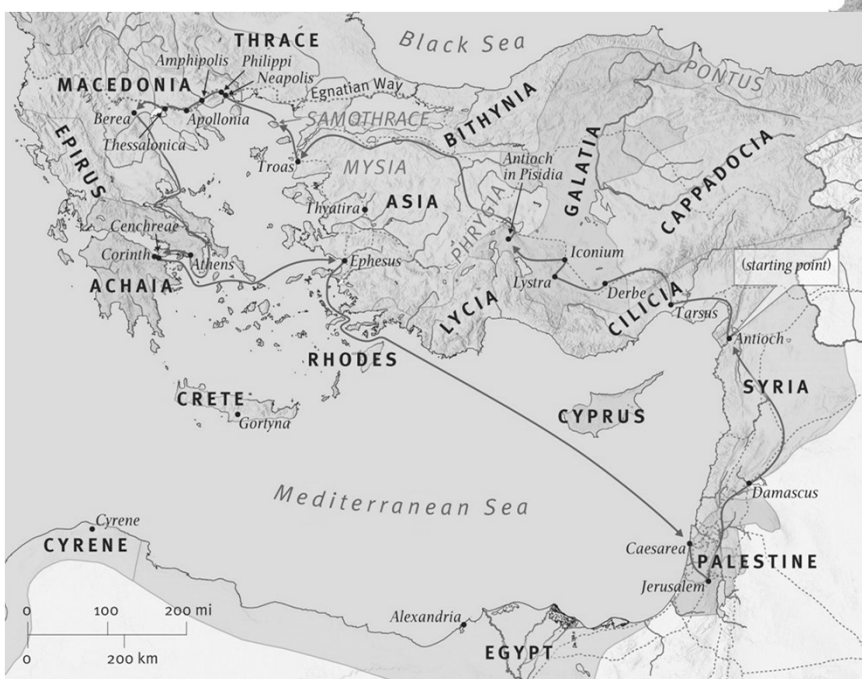 Black Sea
THRACE
Amphipolis
Philippi
Neapolis
PONTUS
MACEDONIA
Egnatian Way
BITHYNIA
Berea
Apollonia
SAMOTHRACE
Thessalonica
EPIRUS
Troas
MYSIA
Antioch
in Pisidia
GALATIA
CAPPADOCIA
Thyatira
ASIA
PHRYGIA
Cenchreae
Corinth
Athens
Ephesus
Iconium
(starting point)
ACHAIA
Lystra
Derbe
LYCIA
CILICIA
Tarsus
Antioch
RHODES
SYRIA
CRETE
Gortyna
CYPRUS
Mediterranean Sea
Damascus
Cyrene
CYRENE
Caesarea
PALESTINE
Jerusalem
0 100 200 mi
0 200 km
Alexandria
EGYPT